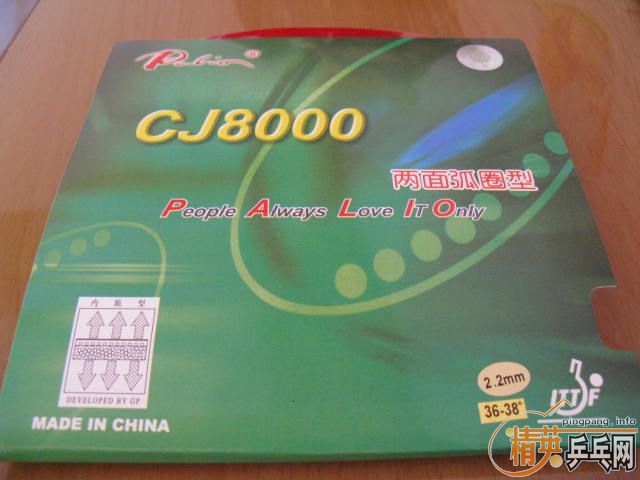 Palio ®
CJ8000
两面弧圈型
People Always Love IT Only
内能型
DEVELOPED BY GP
MADE IN CHINA
2.2mm
36-38°
ITTF
pingpang.info
精英乒乓网